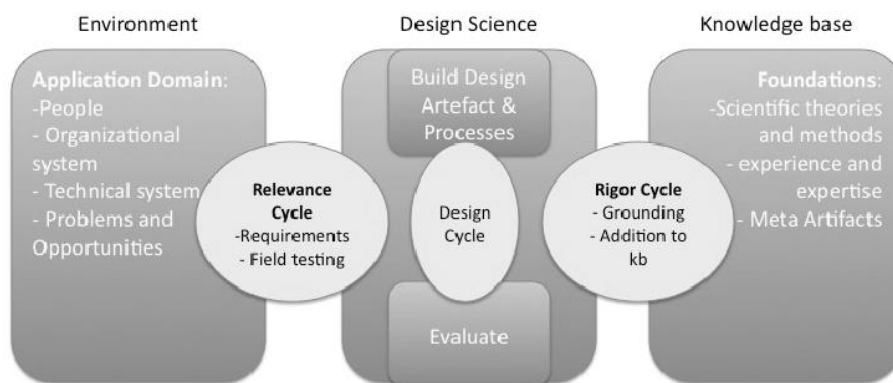 Environment
Design Science
Knowledge base
Application Domain:
-People
- Organizational
system
- Technical system
- Problems and
Opportunities
Relevance
Cycle
-Requirements
- Field testing
Build Design
Artefact &
Processes
Design
Cycle
Evaluate
Rigor Cycle
- Grounding
- Addition to
kb
Foundations:
-Scientific theories
and methods
- experience and
expertise
- Meta Artifacts